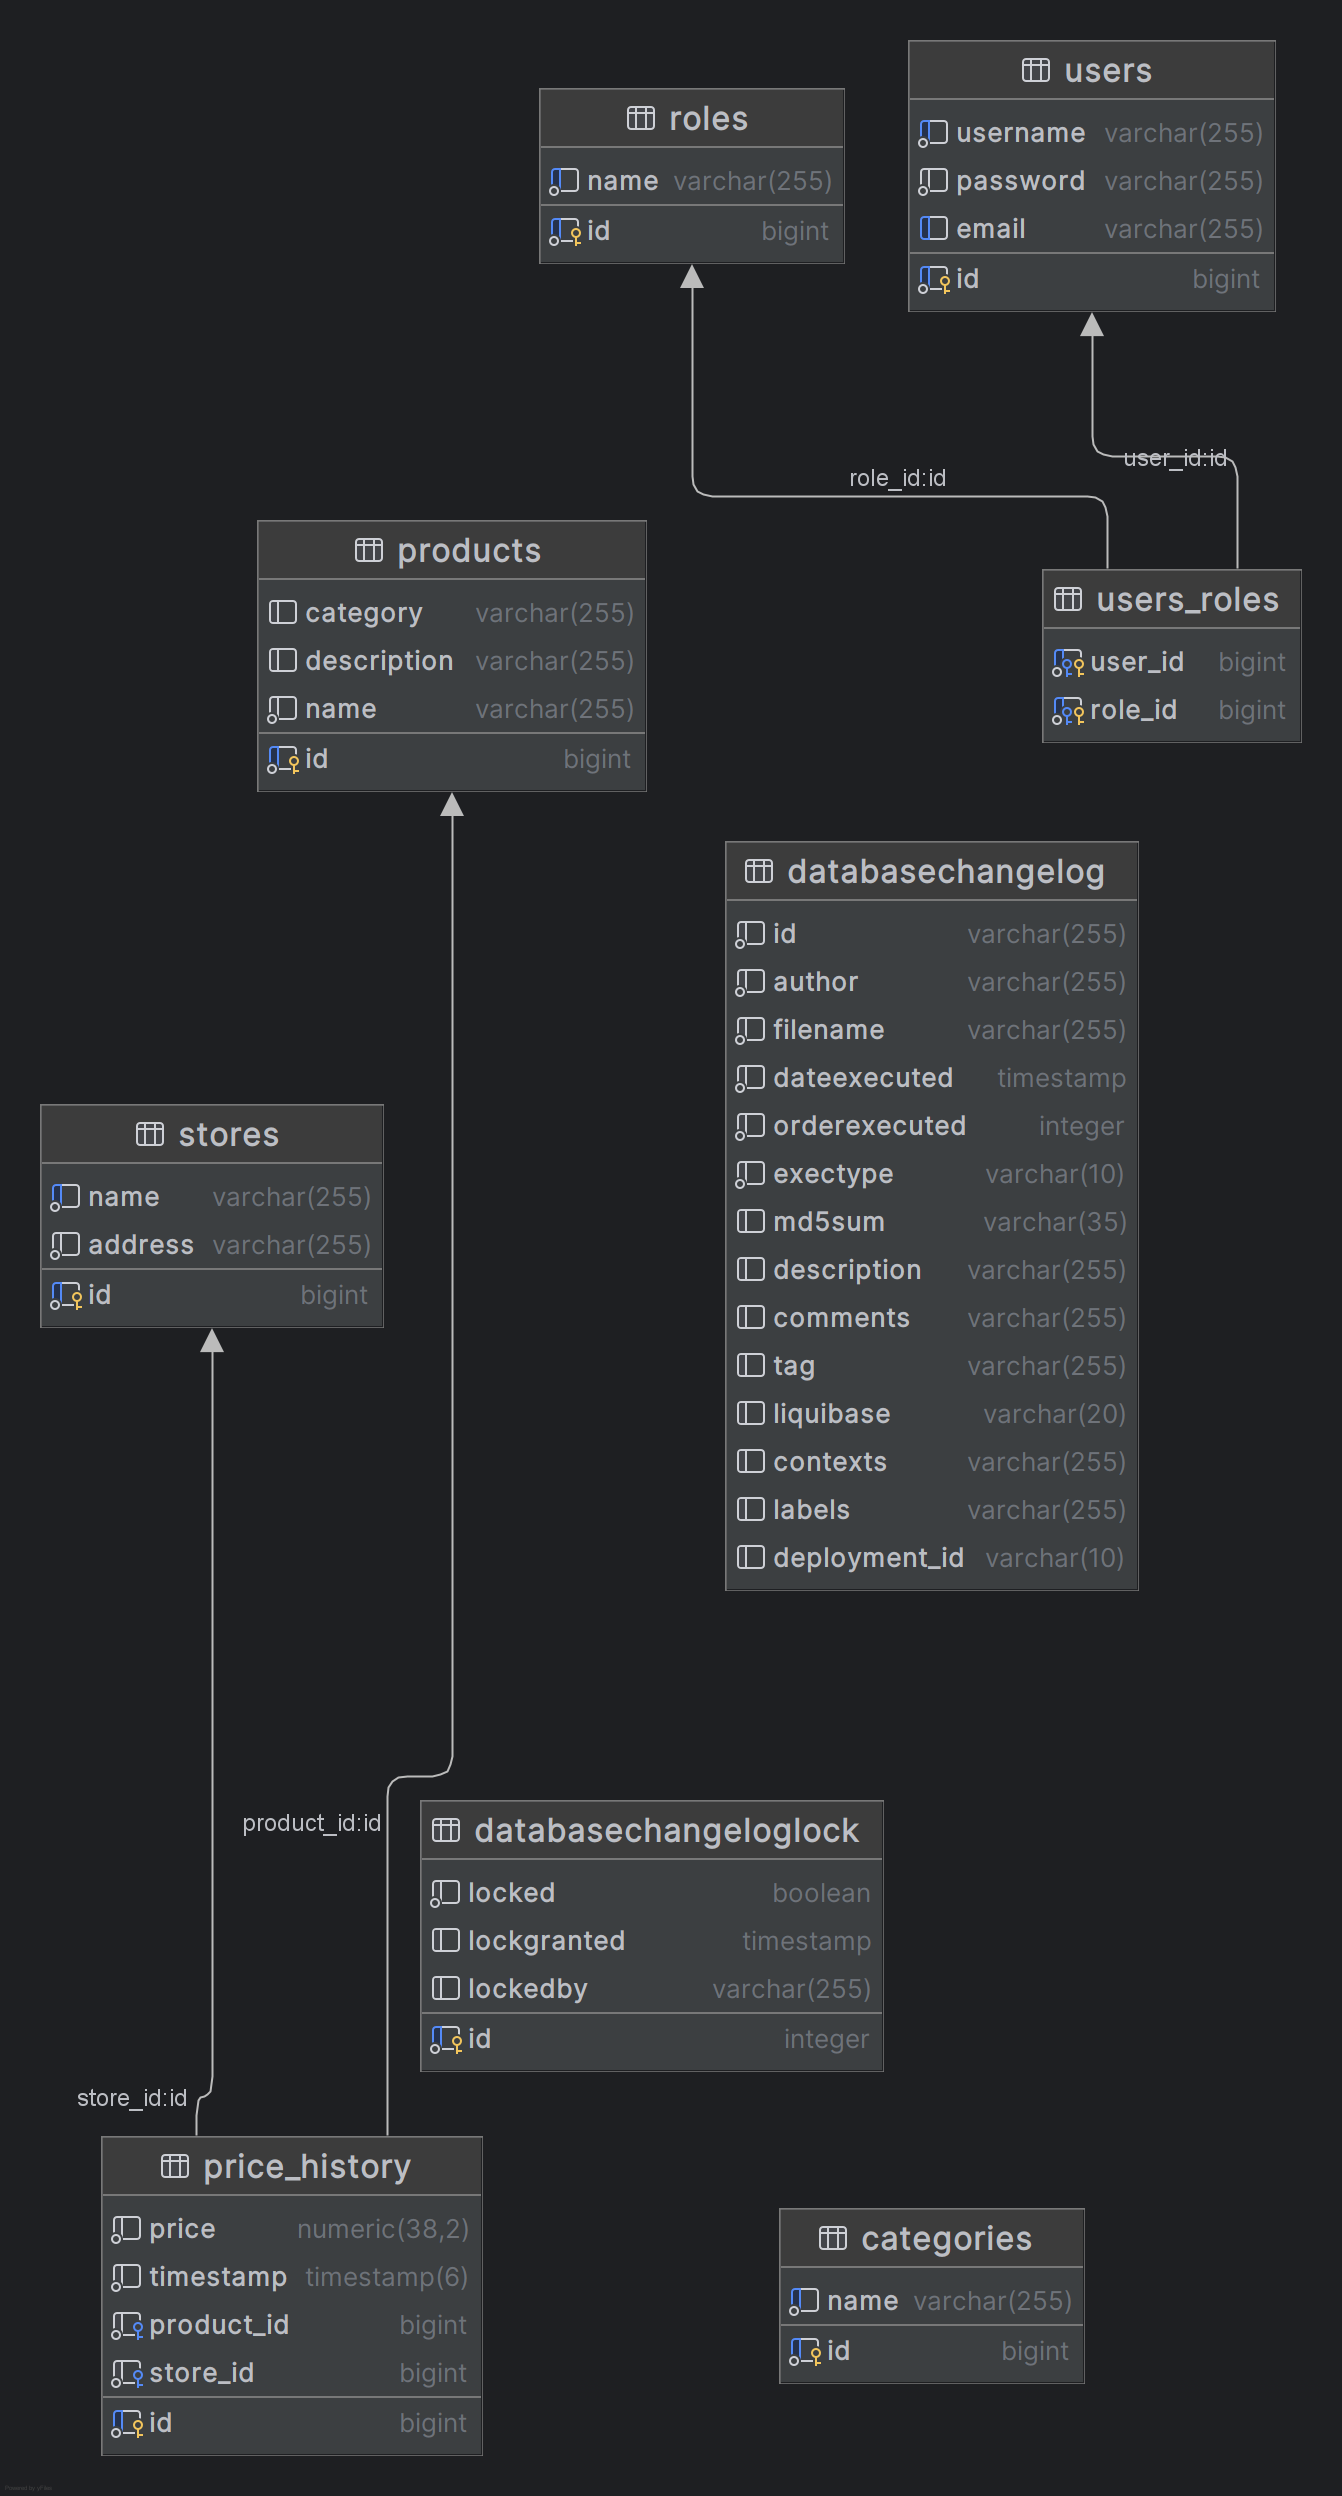 users
username varchar(255)
password varchar(255)
email varchar(255)
id bigint
roles
name varchar(255)
id bigint
user_id:id
role_id:id
products
category varchar(255)
description varchar(255)
name varchar(255)
id bigint
users_roles
user_id bigint
role_id bigint
databasechangelog
id varchar(255)
author varchar(255)
filename varchar(255)
dateexecuted timestamp
orderexecuted integer
exectype varchar(10)
md5sum varchar(35)
description varchar(255)
comments varchar(255)
tag varchar(255)
liquibase varchar(20)
contexts varchar(255)
labels varchar(255)
deployment_id varchar(10)
stores
name varchar(255)
address varchar(255)
id bigint
product_id:id
databasechangeloglock
locked boolean
lockgranted timestamp
lockedby varchar(255)
id integer
store_id:id
price_history
price numeric(38,2)
timestamp timestamp(6)
product_id bigint
store_id bigint
id bigint
categories
name varchar(255)
id bigint
Powered by yFiles